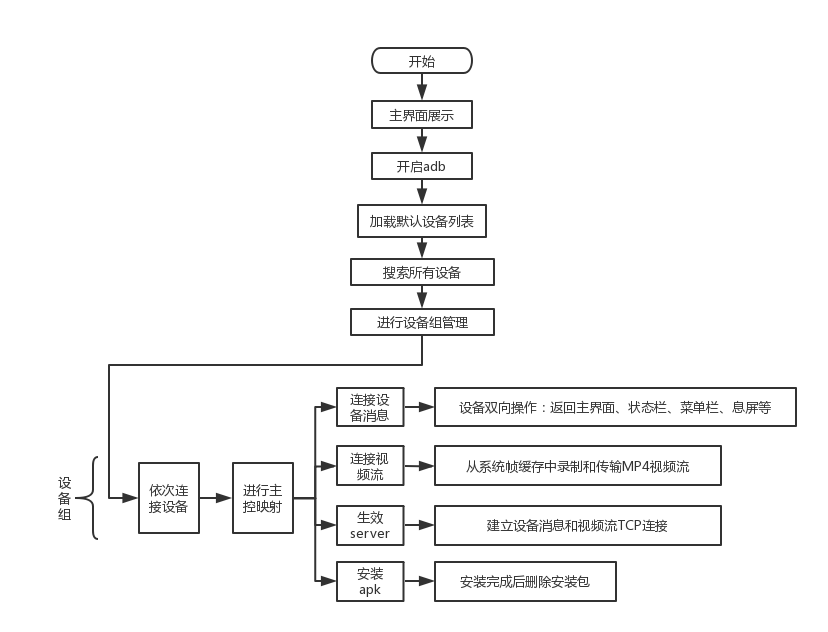 开始
主界面展示
开启adb
加载默认设备列表
搜索所有设备
进行设备组管理
设
备
组
依次连
接设备
进行主
控映射
连接设
备消息
设备双向操作：返回主界面、状态栏、菜单栏、息屏等
连接视
频流
从系统帧缓存中录制和传输MP4视频流
生效
server
建立设备消息和视频流TCP连接
安装
apk
安装完成后删除安装包